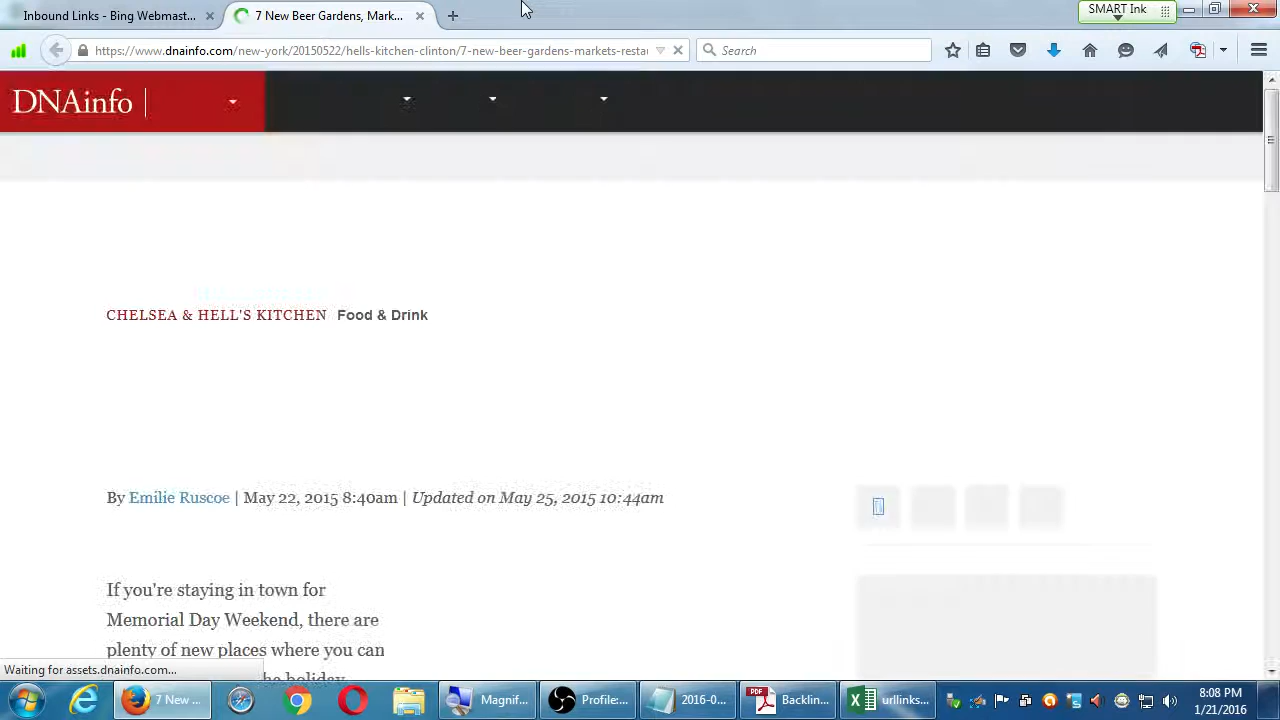 Inbound Links - Bing Webmast...
7 New Beer Gardens, Mark...
SMART Ink
https://www.dnainfo.com/new-york/20150522/hells-kitchen-clinton/7-new-beer-gardens-markets-resta
Search
DNAinfo
CHELSEA & HELL'S KITCHEN Food & Drink
By Emilie Ruscoe | May 22, 2015 8:40am | Updated on May 25, 2015 10:44am
If you're staying in town for
Memorial Day Weekend, there are
plenty of new places where you can
he holiday
Waiting for assets.dnainfo.com...
7 New ...
Magnif...
Profile:...
2016-0...
PDF
Backlin...
urllinks...
8:08 PM
1/21/2016